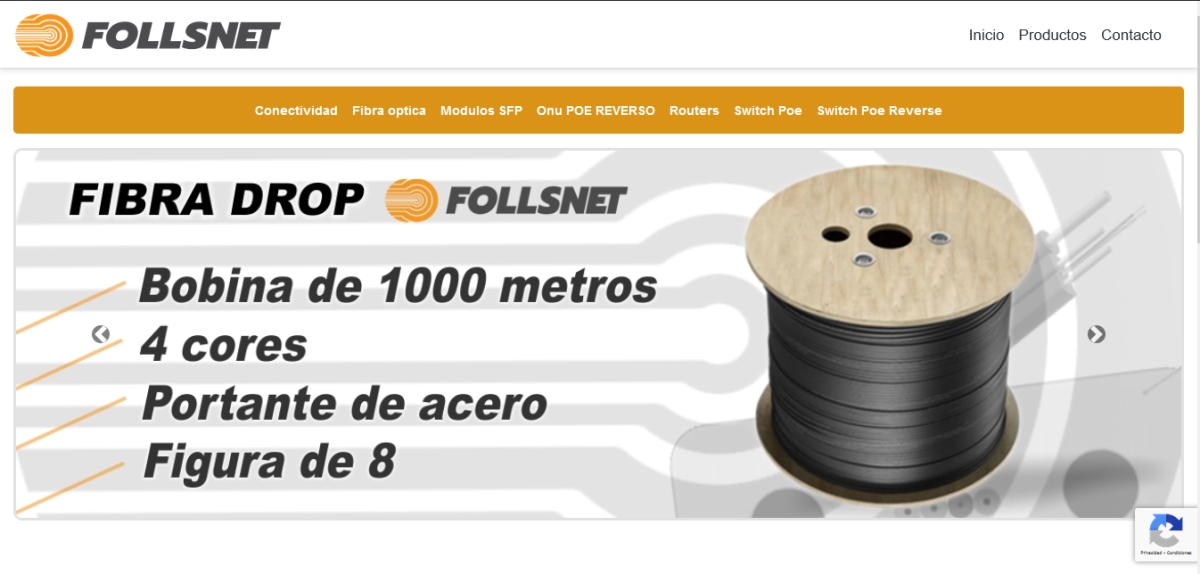 FOLLSNET
Inicio Productos Contacto
Conectividad Fibra optica Modulos SFP Onu POE REVERSO Routers Switch Poe Switch Poe Reverse
FIBRA DROP FOLLSNET
Bobina de 1000 metros
4 cores
Portante de acero
Figura de 8
Privacidad - Condiciones